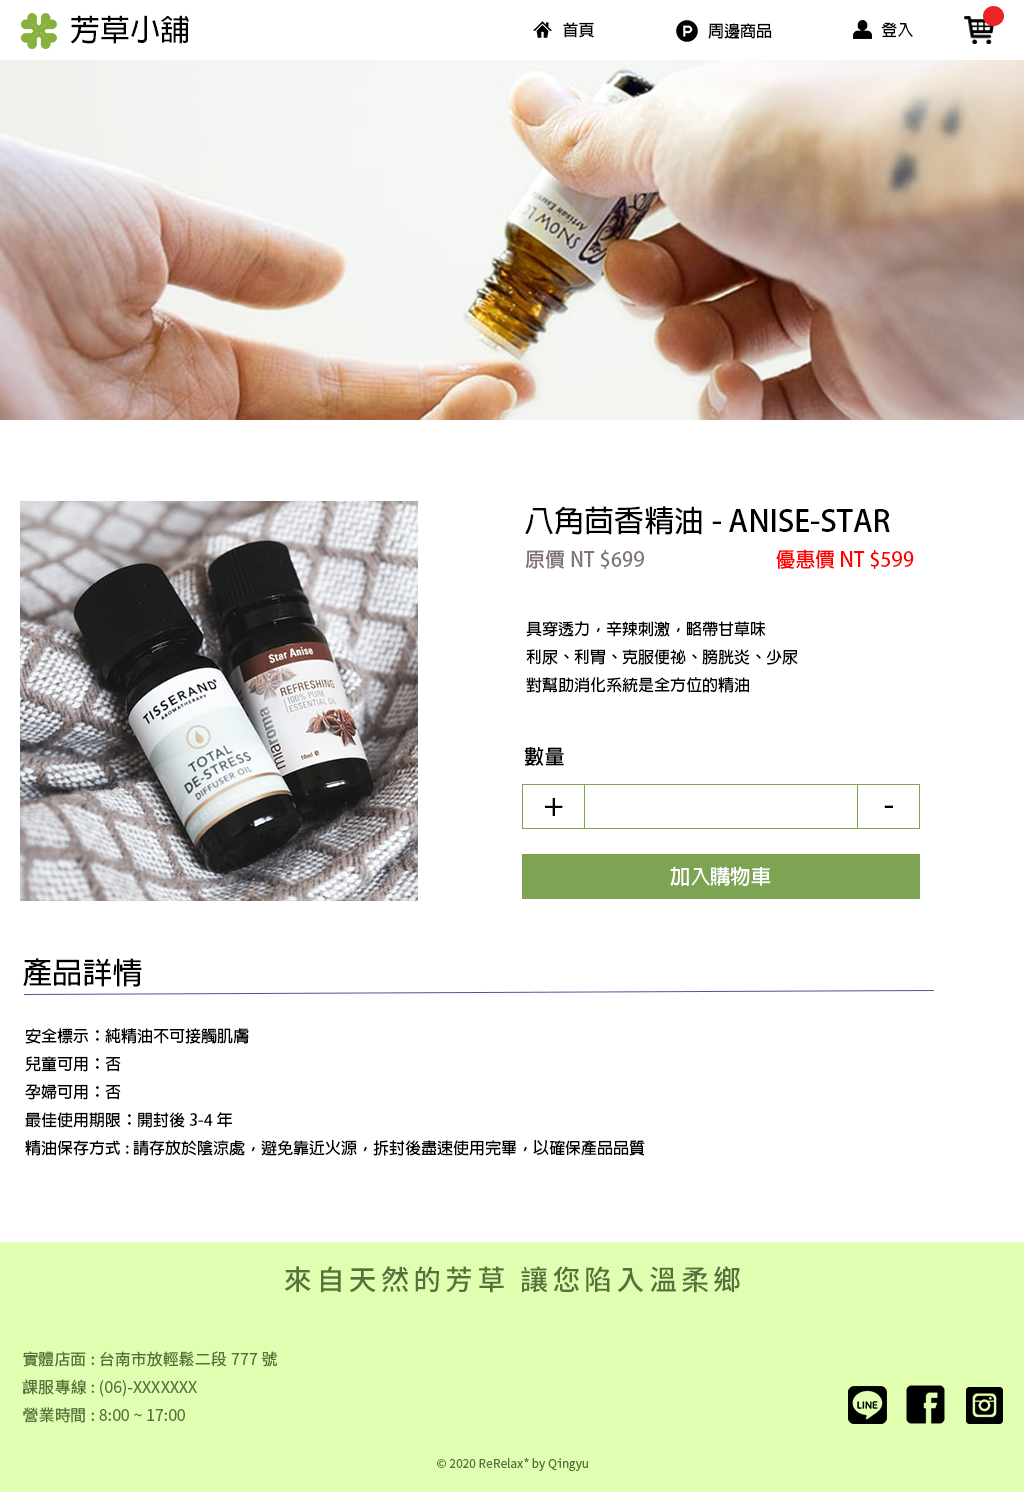 芳草小舖
首頁
周邊商品
登入
SNOW LO
Artisan Essen
八角茴香精油 - ANISE-STAR
原價 NT $699
優惠價 NT $599
Star Anise
REFRESHING
100% PURE
ESSENTIAL OIL
miaroma
10ml e
TISSERAND
AROMATHERAPY
TOTAL
DE-STRESS
DIFFUSER OIL
具穿透力，辛辣刺激，略帶甘草味
利尿、利胃、克服便祕、膀胱炎、少尿
對幫助消化系統是全方位的精油
數量
+
-
加入購物車
產品詳情
安全標示：純精油不可接觸肌膚
兒童可用：否
孕婦可用：否
最佳使用期限：開封後 3-4 年
精油保存方式 : 請存放於陰涼處，避免靠近火源，拆封後盡速使用完畢，以確保產品品質
來自天然的芳草 讓您陷入溫柔鄉
實體店面 : 台南市放輕鬆二段 777 號
課服專線 : (06)-XXXXXXX
營業時間 : 8:00 ~ 17:00
LINE
© 2020 ReRelax* by Qingyu